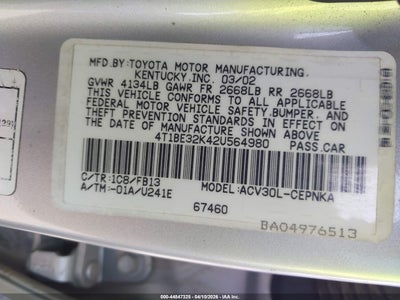 MFD.BY TOYOTA MOTOR MANUFACTURING.
KENTUCKY.INC. 03/02
GVWR 4134LB GAWR FR 2668LB RR 2668LB
THIS VEHICLE CONFORMS TO ALL APPLICABLE
FEDERAL MOTOR VEHICLE SAFETY,BUMPER, AND
THEFT PREVENTION STANDARDS IN EFFECT ON
THE DATE OF MANUFACTURE SHOWN ABOVE.
4T1BE32K42U564980 PASS.CAR
C/TR:1C8/FB13 MODEL:ACV30L-CEPNKA
A/TM:-01A/U241E
67460
BA04976513
000-44847325 - 04/10/2026 -